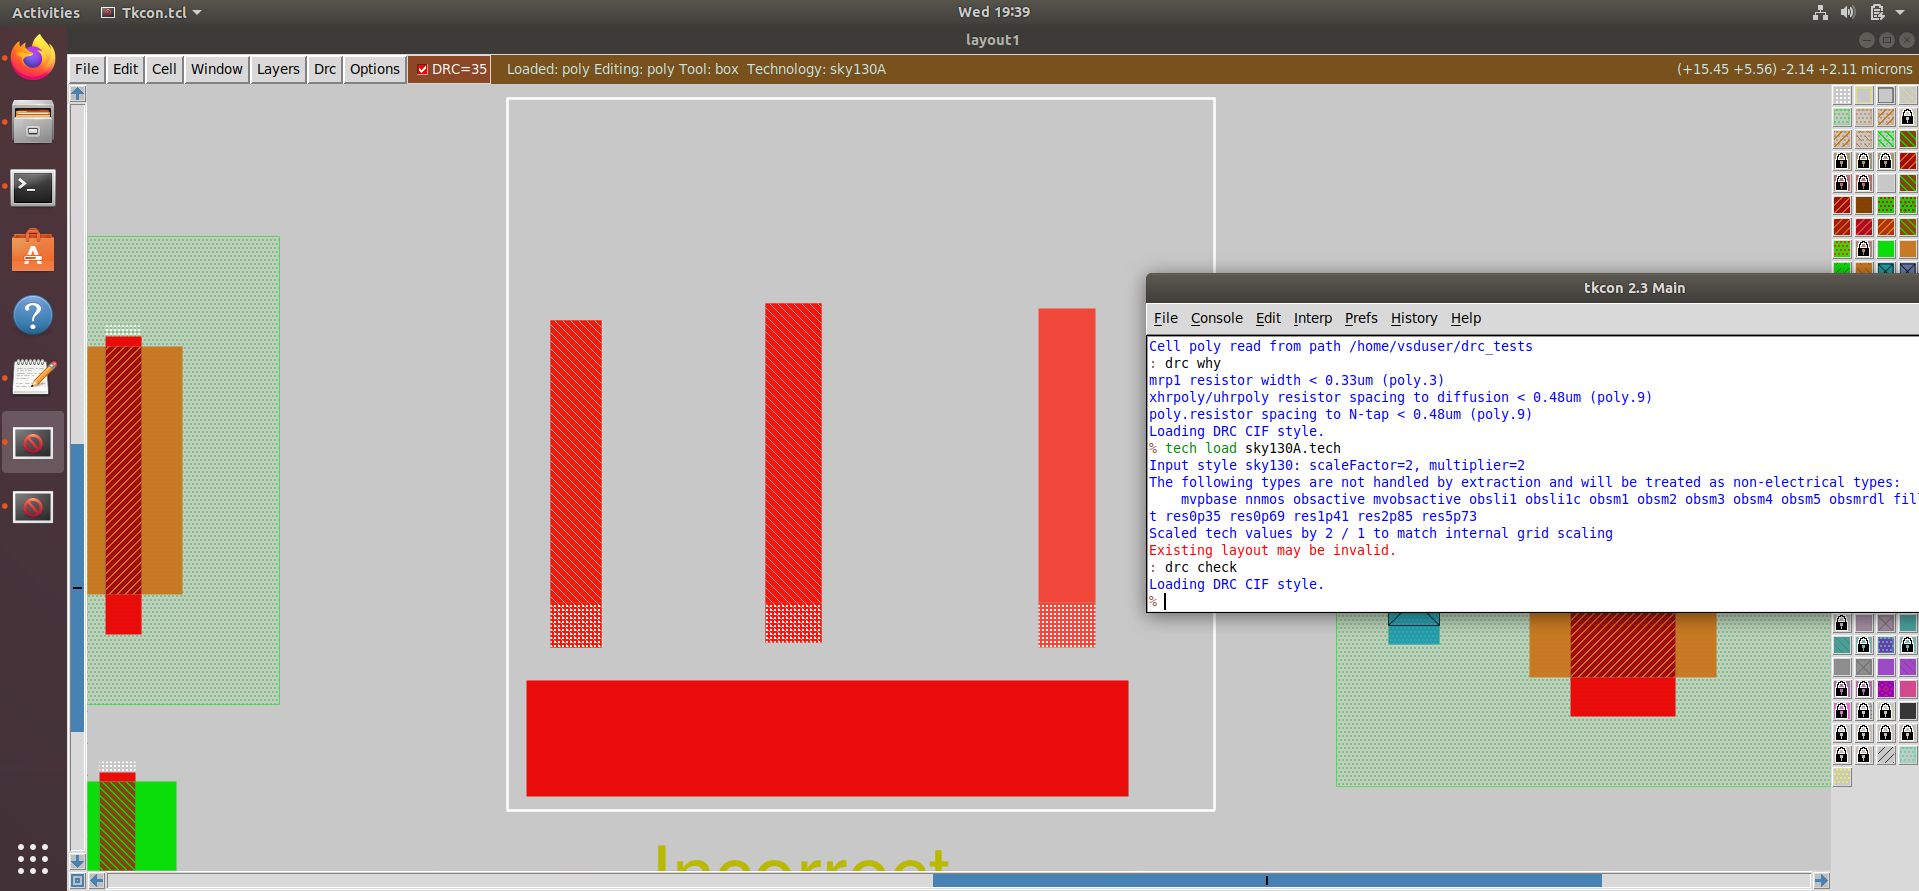 Activities Tkcon.tcl Wed 19:39
layout1
File Edit Cell Window Layers Drc Options DRC=35 Loaded: poly Editing: poly Tool: box Technology: sky130A (+15.45 +5.56) -2.14 +2.11 microns
tkcon 2.3 Main
File Console Edit Interp Prefs History Help
Cell poly read from path /home/vsduser/drc_tests
: drc why
mrp1 resistor width < 0.33um (poly.3)
xhrpoly/uhrpoly resistor spacing to diffusion < 0.48um (poly.9)
poly.resistor spacing to N-tap < 0.48um (poly.9)
Loading DRC CIF style.
% tech load sky130A.tech
Input style sky130: scaleFactor=2, multiplier=2
The following types are not handled by extraction and will be treated as non-electrical types:
mvpbase nnmos obsactive mvobsactive obsli1 obsli1c obsm1 obsm2 obsm3 obsm4 obsm5 obsmrdl fil
t res0p35 res0p69 res1p41 res2p85 res5p73
Scaled tech values by 2 / 1 to match internal grid scaling
Existing layout may be invalid.
: drc check
Loading DRC CIF style.
%
Incorrect